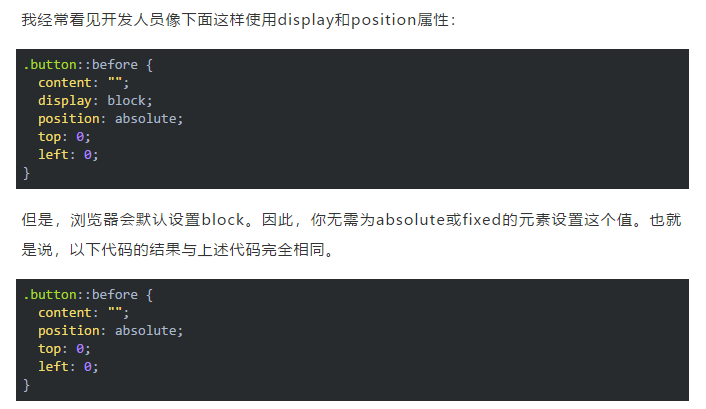 我经常看见开发人员像下面这样使用display和position属性：
.button::before {
  content: "";
  display: block;
  position: absolute;
  top: 0;
  left: 0;
}
但是，浏览器会默认设置block。因此，你无需为absolute或fixed的元素设置这个值。也就
是说，以下代码的结果与上述代码完全相同。
.button::before {
  content: "";
  position: absolute;
  top: 0;
  left: 0;
}